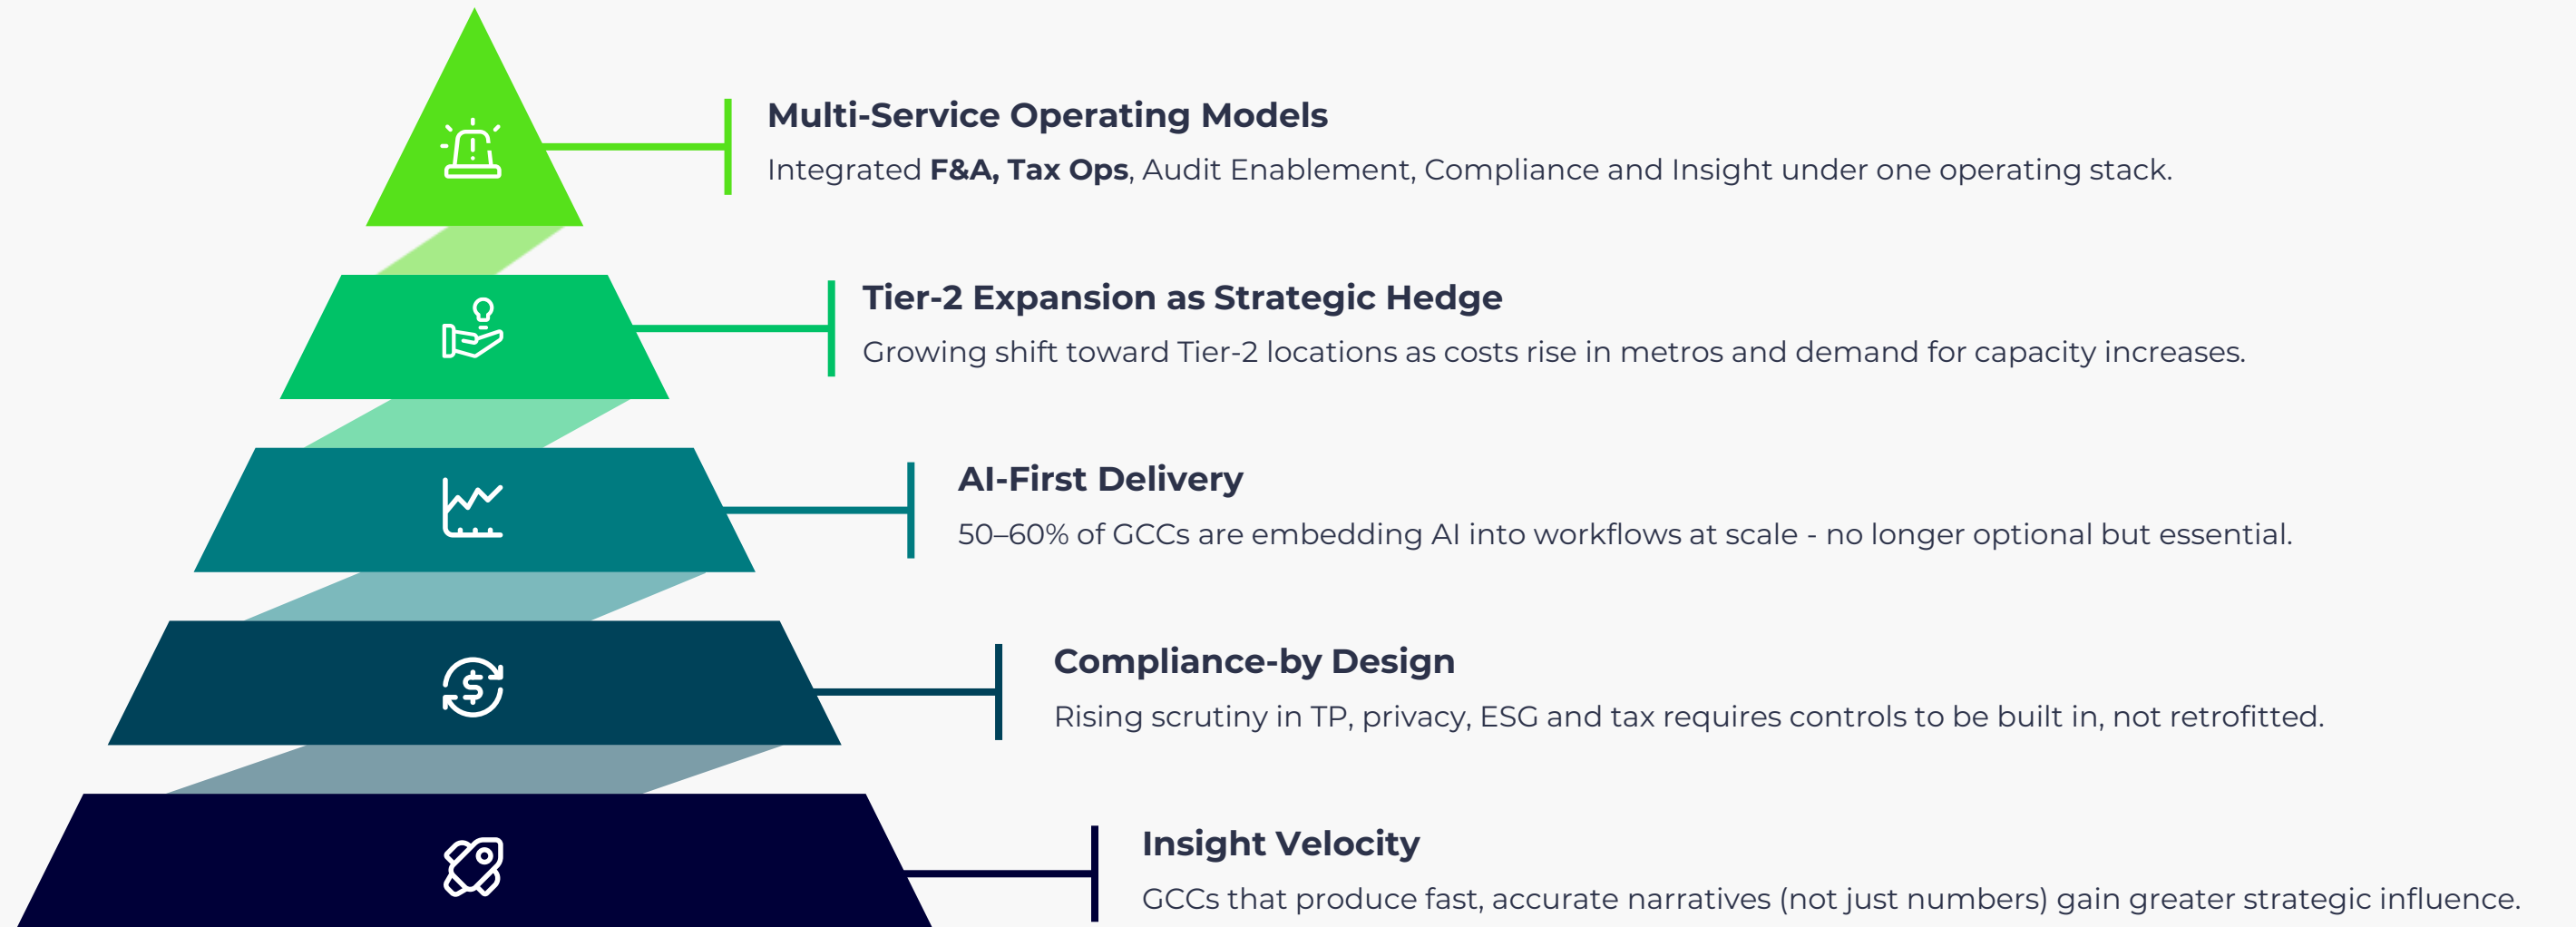 Multi-Service Operating Models
Integrated F&A, Tax Ops, Audit Enablement, Compliance and Insight under one operating stack.
Tier-2 Expansion as Strategic Hedge
Growing shift toward Tier-2 locations as costs rise in metros and demand for capacity increases.
AI-First Delivery
50–60% of GCCs are embedding AI into workflows at scale - no longer optional but essential.
Compliance-by Design
Rising scrutiny in TP, privacy, ESG and tax requires controls to be built in, not retrofitted.
Insight Velocity
GCCs that produce fast, accurate narratives (not just numbers) gain greater strategic influence.